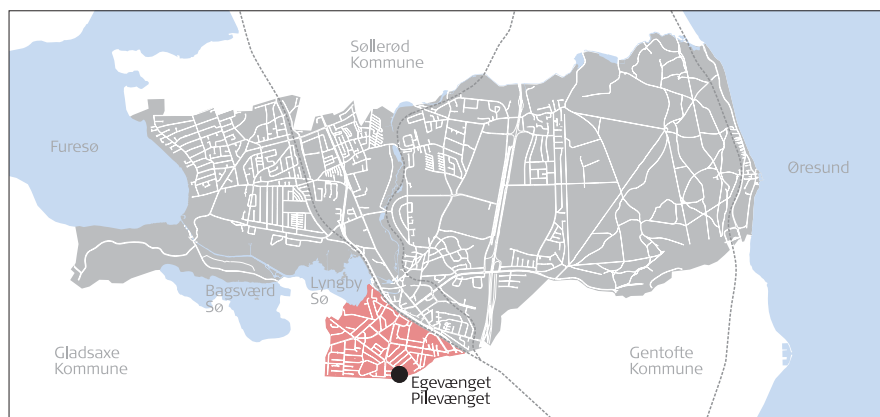 Søllerød
Kommune
Furesø
Øresund
Bagsværd
Sø
Lyngby
Sø
Gladsaxe
Kommune
Gentofte
Kommune
Egevænget
Pilevænget